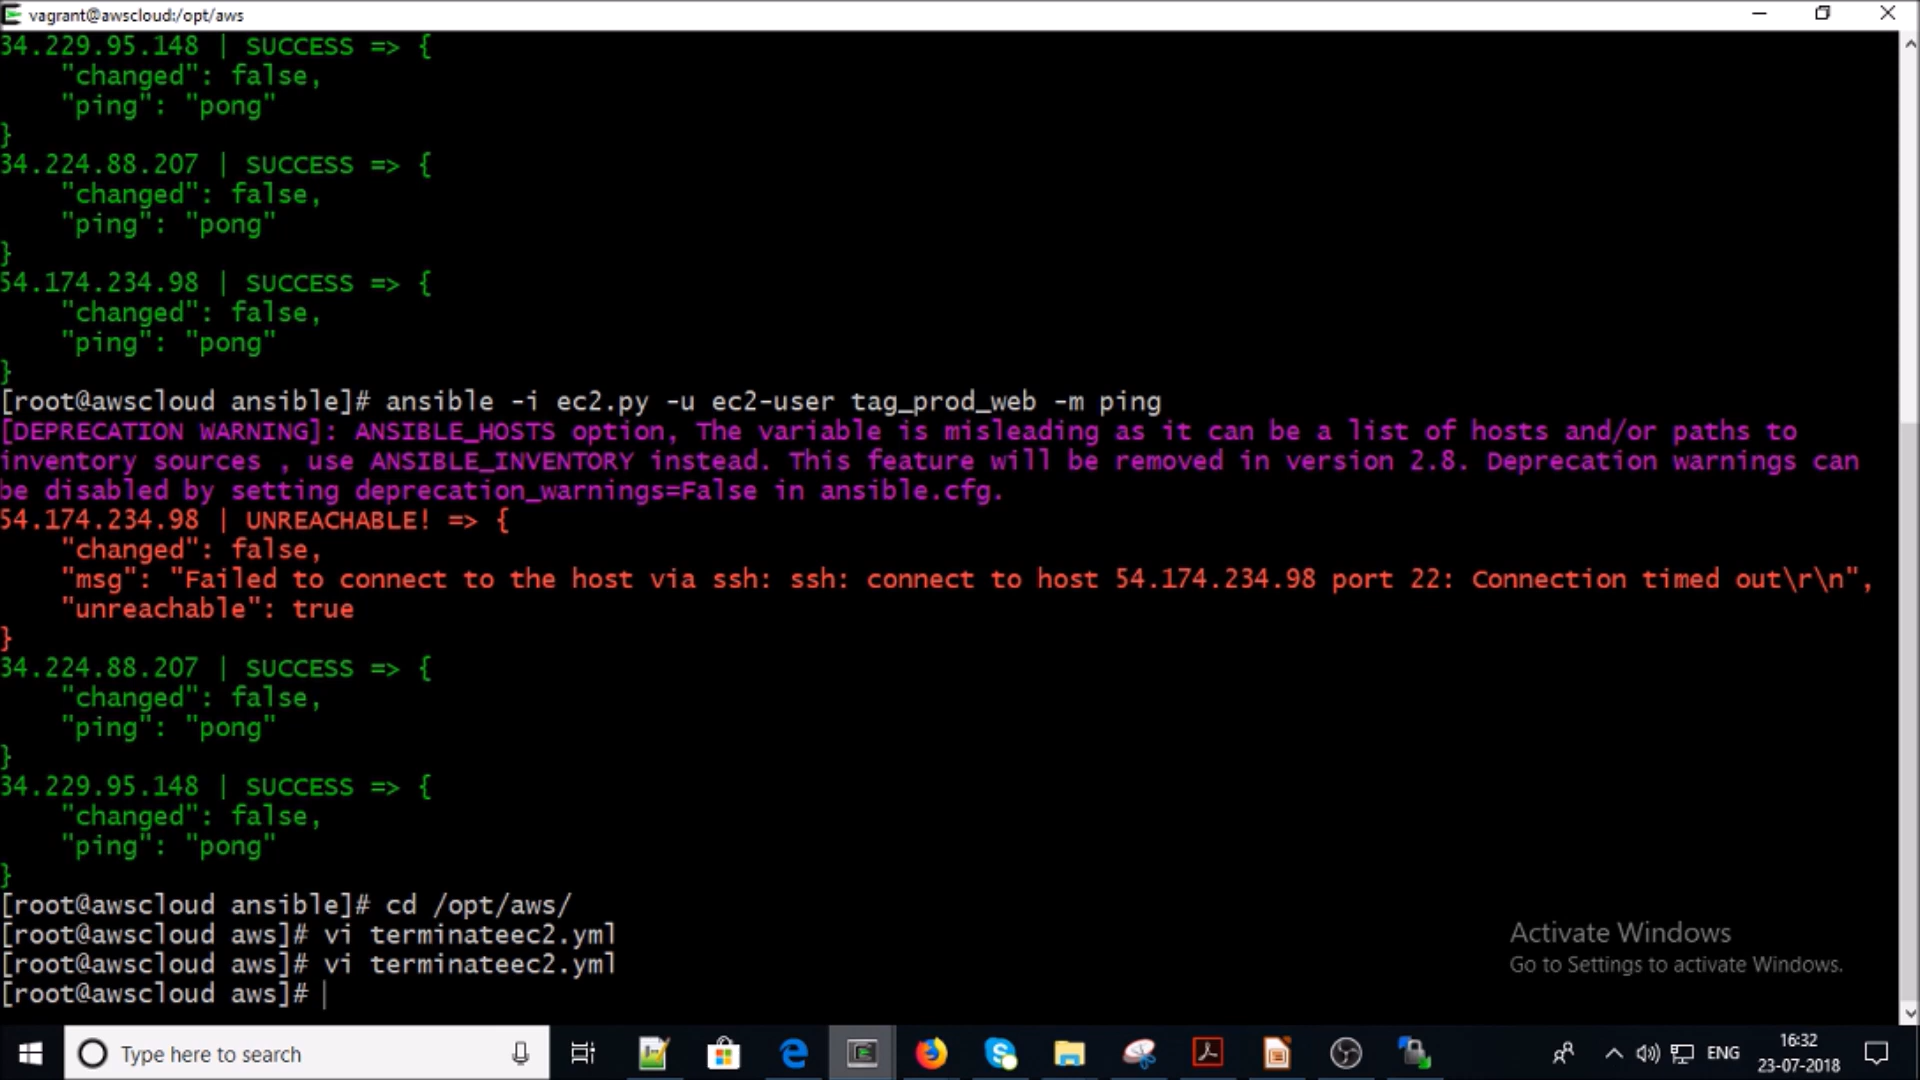 vagrant@awscloud:/opt/aws
34.229.95.148 | SUCCESS => {
    "changed": false,
    "ping": "pong"
}
34.224.88.207 | SUCCESS => {
    "changed": false,
    "ping": "pong"
}
54.174.234.98 | SUCCESS => {
    "changed": false,
    "ping": "pong"
}
[root@awscloud ansible]# ansible -i ec2.py -u ec2-user tag_prod_web -m ping
[DEPRECATION WARNING]: ANSIBLE_HOSTS option, The variable is misleading as it can be a list of hosts and/or paths to
inventory sources , use ANSIBLE_INVENTORY instead. This feature will be removed in version 2.8. Deprecation warnings can
be disabled by setting deprecation_warnings=False in ansible.cfg.
54.174.234.98 | UNREACHABLE! => {
    "changed": false,
    "msg": "Failed to connect to the host via ssh: ssh: connect to host 54.174.234.98 port 22: Connection timed out\r\n",
    "unreachable": true
}
34.224.88.207 | SUCCESS => {
    "changed": false,
    "ping": "pong"
}
34.229.95.148 | SUCCESS => {
    "changed": false,
    "ping": "pong"
}
[root@awscloud ansible]# cd /opt/aws/
[root@awscloud aws]# vi terminateec2.yml
[root@awscloud aws]# vi terminateec2.yml
[root@awscloud aws]#
Activate Windows
Go to Settings to activate Windows.
Type here to search
ENG
16:32
23-07-2018